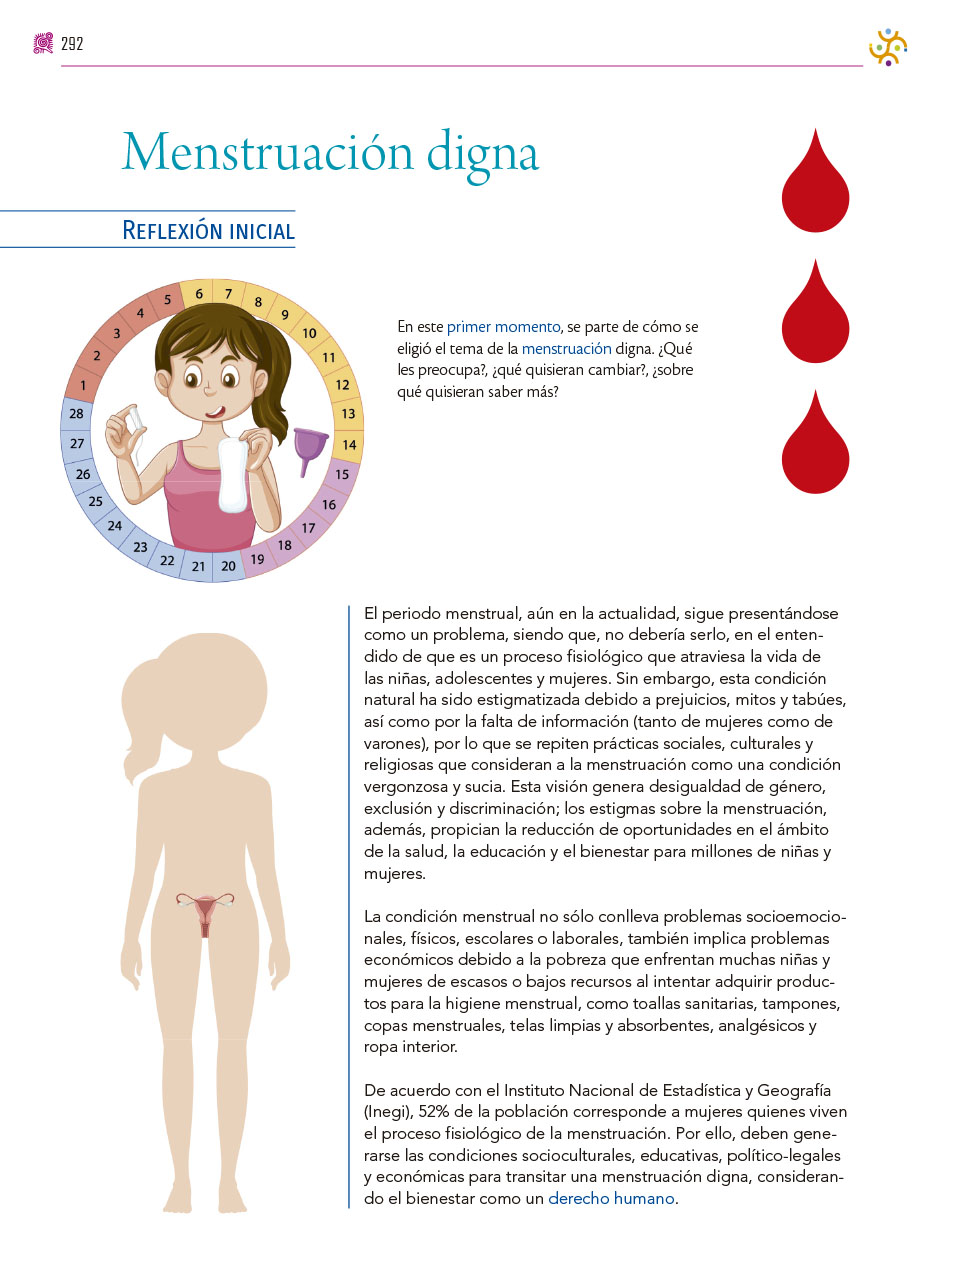 292
Menstruación digna
REFLEXIÓN INICIAL
1
2
3
4
5
6
7
8
9
10
11
12
13
14
15
16
17
18
19
20
21
22
23
24
25
26
27
28
En este primer momento, se parte de cómo se
eligió el tema de la menstruación digna. ¿Qué
les preocupa?, ¿qué quisieran cambiar?, ¿sobre
qué quisieran saber más?
El periodo menstrual, aún en la actualidad, sigue presentándose
como un problema, siendo que, no debería serlo, en el enten-
dido de que es un proceso fisiológico que atraviesa la vida de
las niñas, adolescentes y mujeres. Sin embargo, esta condición
natural ha sido estigmatizada debido a prejuicios, mitos y tabúes,
así como por la falta de información (tanto de mujeres como de
varones), por lo que se repiten prácticas sociales, culturales y
religiosas que consideran a la menstruación como una condición
vergonzosa y sucia. Esta visión genera desigualdad de género,
exclusión y discriminación; los estigmas sobre la menstruación,
además, propician la reducción de oportunidades en el ámbito
de la salud, la educación y el bienestar para millones de niñas y
mujeres.
La condición menstrual no sólo conlleva problemas socioemocio-
nales, físicos, escolares o laborales, también implica problemas
económicos debido a la pobreza que enfrentan muchas niñas y
mujeres de escasos o bajos recursos al intentar adquirir produc-
tos para la higiene menstrual, como toallas sanitarias, tampones,
copas menstruales, telas limpias y absorbentes, analgésicos y
ropa interior.
De acuerdo con el Instituto Nacional de Estadística y Geografía
(Inegi), 52% de la población corresponde a mujeres quienes viven
el proceso fisiológico de la menstruación. Por ello, deben gene-
rarse las condiciones socioculturales, educativas, político-legales
y económicas para transitar una menstruación digna, consideran-
do el bienestar como un derecho humano.